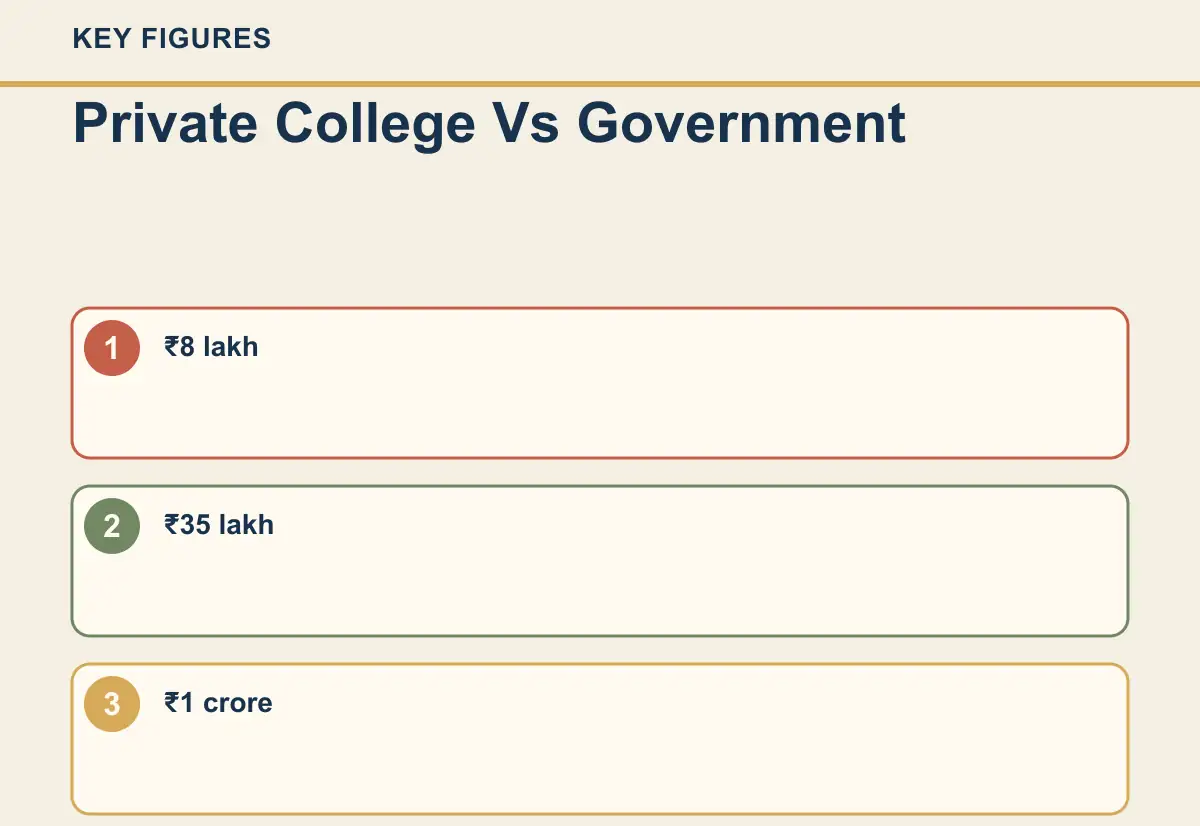 KEY FIGURES
Private College Vs Government
1 ₹8 lakh
2 ₹35 lakh
3 ₹1 crore